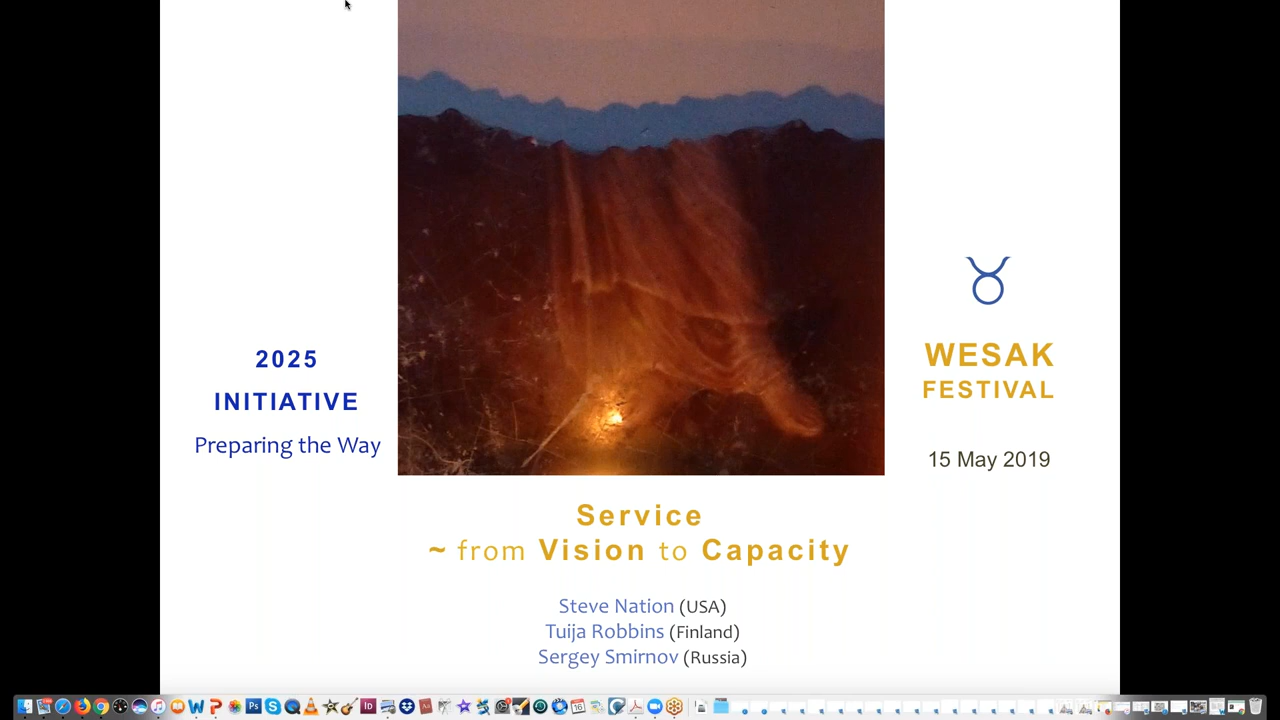 2025
INITIATIVE
Preparing the Way
♉
WESAK
FESTIVAL
15 May 2019
Service
~ from Vision to Capacity
Steve Nation (USA)
Tuija Robbins (Finland)
Sergey Smirnov (Russia)